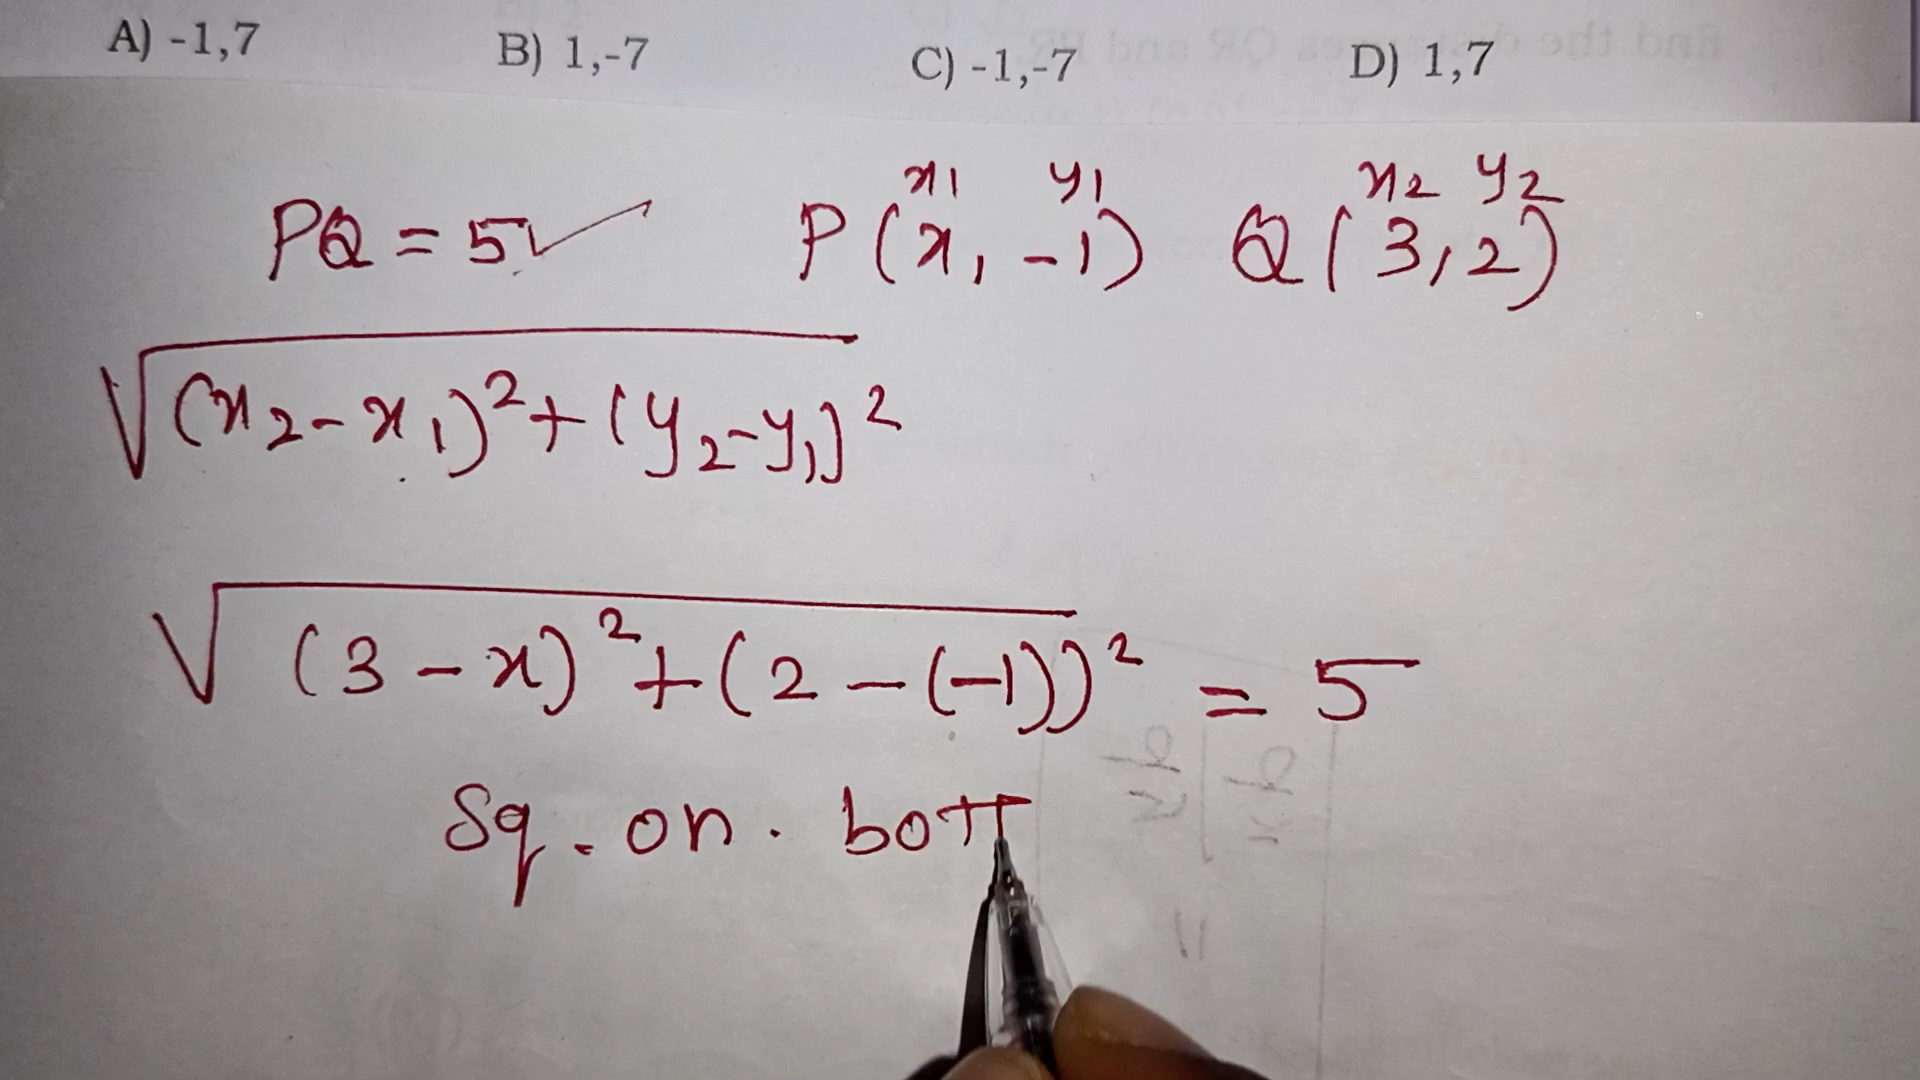 A) -1,7 B) 1,-7 C) -1,-7 D) 1,7
x1 y1 x2 y2
PQ = 5 ✓ P(x, -1) Q(3,2)
√(x2-x1)²+(y2-y1)²
√(3-x)²+(2-(-1))² = 5
Sq. on. bott